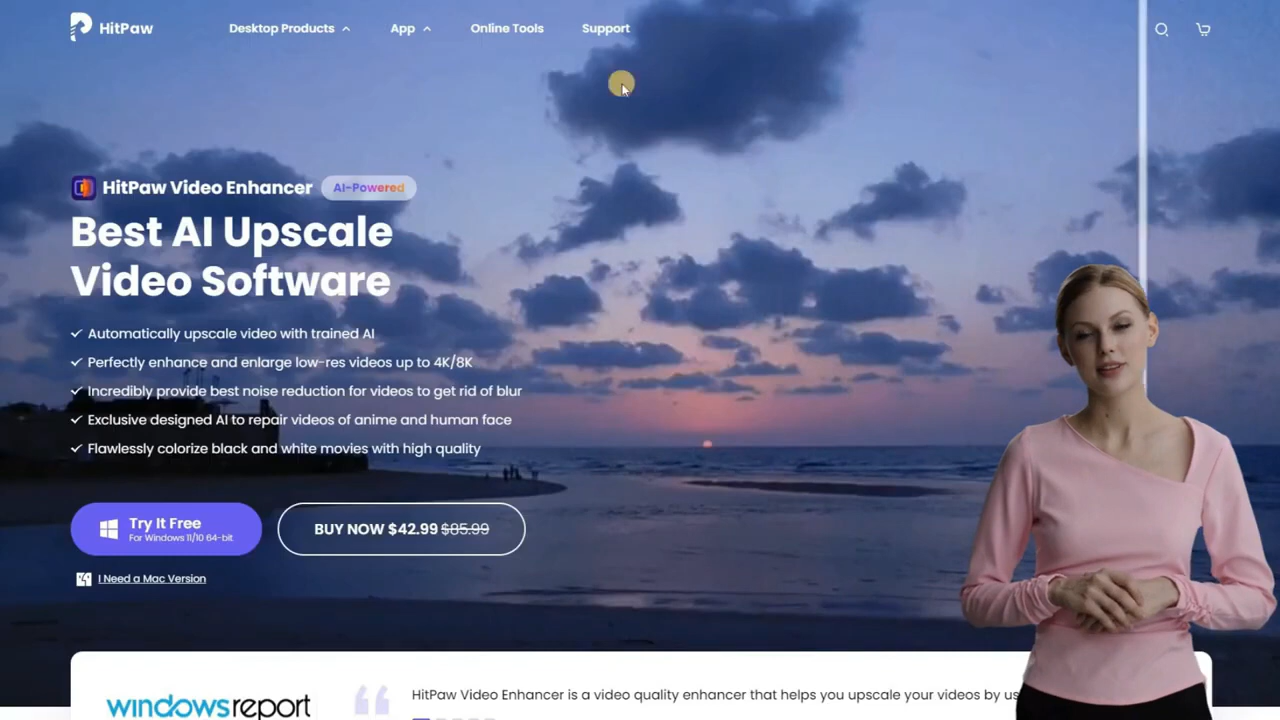 HitPaw
Desktop Products
App
Online Tools
Support
HitPaw Video Enhancer
AI-Powered
Best AI Upscale
Video Software
Automatically upscale video with trained AI
Perfectly enhance and enlarge low-res videos up to 4K/8K
Incredibly provide best noise reduction for videos to get rid of blur
Exclusive designed AI to repair videos of anime and human face
Flawlessly colorize black and white movies with high quality
Try It Free
For Windows 11/10 64-bit
BUY NOW $42.99 $85.99
I Need a Mac Version
windowsreport
HitPaw Video Enhancer is a video quality enhancer that helps you upscale your videos by us